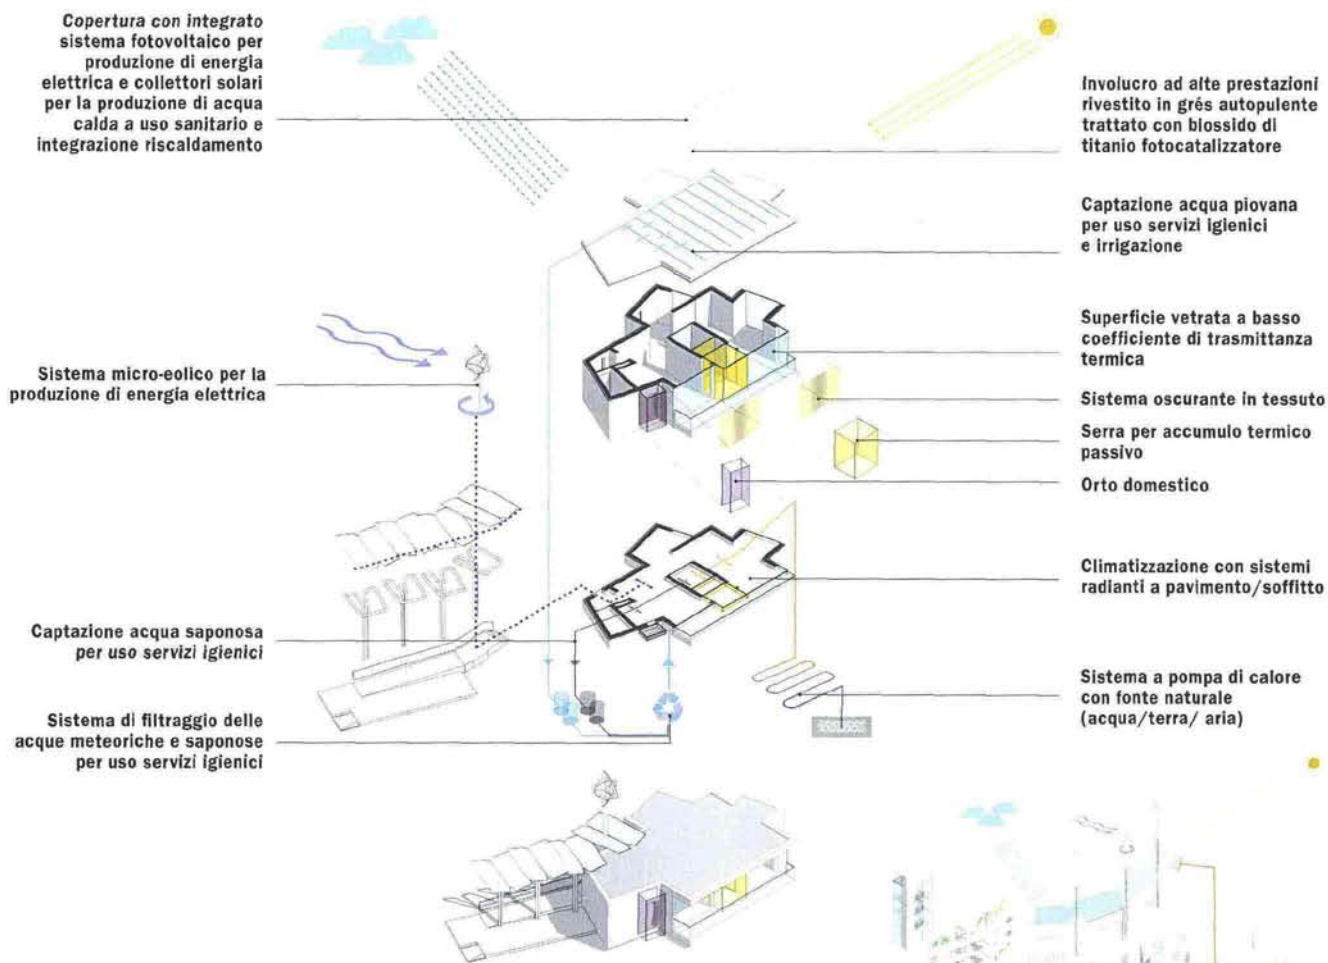 Copertura con integrato
sistema fotovoltaico per
produzione di energia
elettrica e collettori solari
per la produzione di acqua
calda a uso sanitario e
integrazione riscaldamento
Sistema micro-eolico per la
produzione di energia elettrica
Captazione acqua saponosa
per uso servizi igienici
Sistema di filtraggio delle
acque meteoriche e saponose
per uso servizi igienici
Involucro ad alte prestazioni
rivestito in grés autopulente
trattato con biossido di
titanio fotocatalizzatore
Captazione acqua piovana
per uso servizi igienici
e irrigazione
Superficie vetrata a basso
coefficiente di trasmittanza
termica
Sistema oscurante in tessuto
Serra per accumulo termico
passivo
Orto domestico
Climatizzazione con sistemi
radianti a pavimento/soffitto
Sistema a pompa di calore
con fonte naturale
(acqua/terra/ aria)